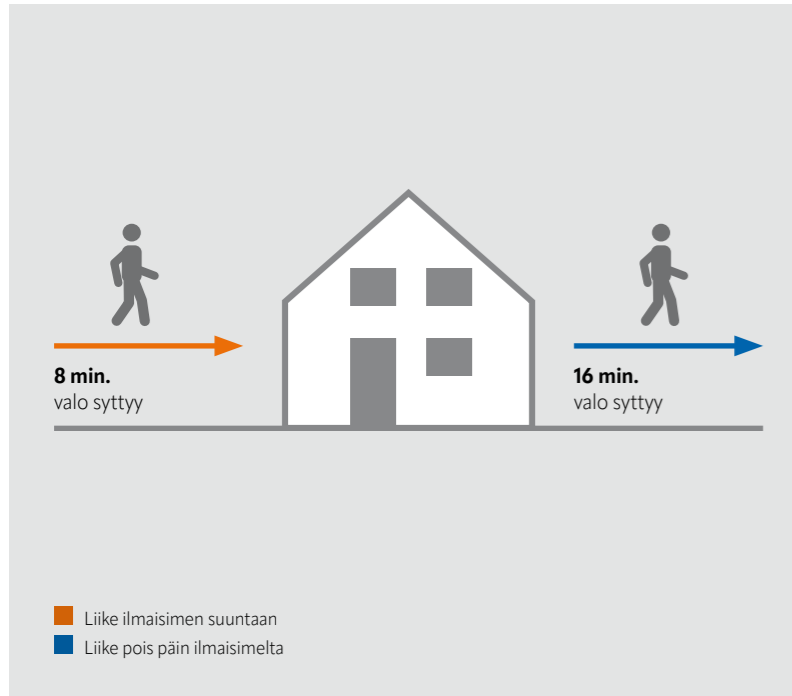 8 min.
valo syttyy
16 min.
valo syttyy
Liike ilmaisimen suuntaan
Liike pois päin ilmaisimelta